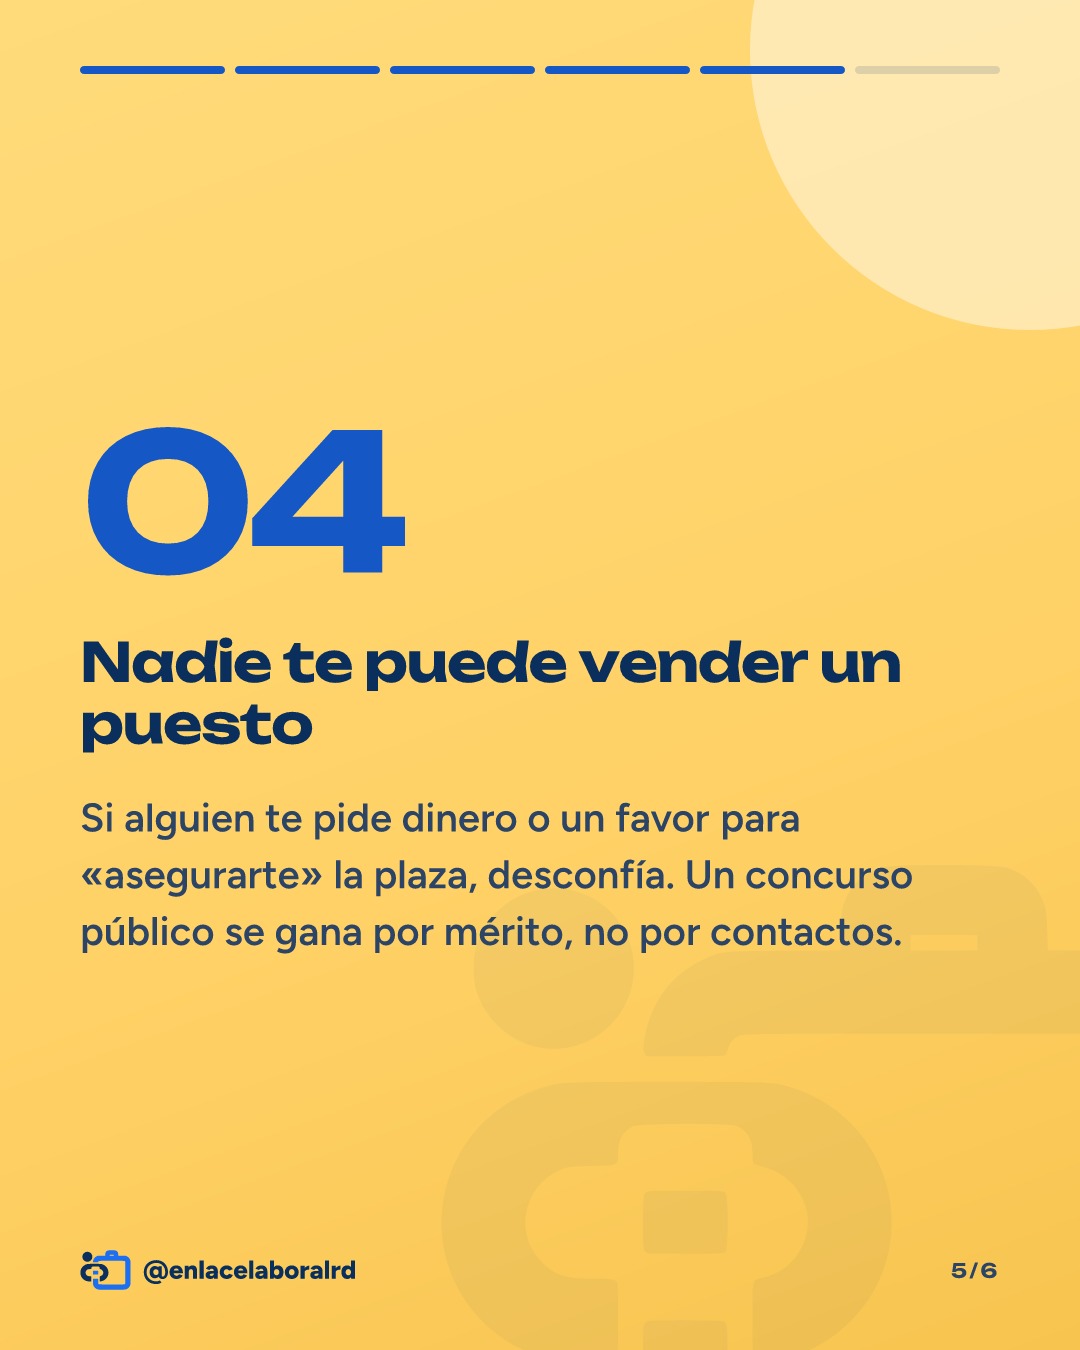 04
Nadie te puede vender un
puesto
Si alguien te pide dinero o un favor para
«asegurarte» la plaza, desconfía. Un concurso
público se gana por mérito, no por contactos.
@enlacelaboralrd
5/6